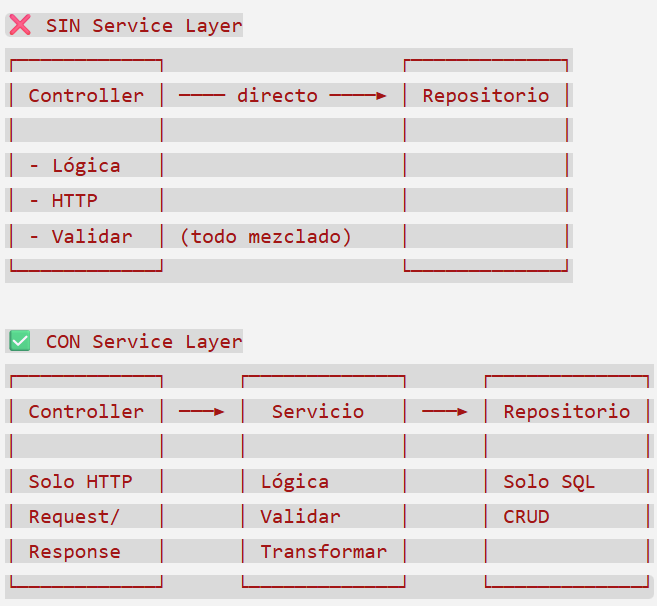 ❌ SIN Service Layer
┌─────────────┐                    ┌──────────────┐
│ Controller │ ──── directo ────► │ Repositorio │
│ │ │ │
│ - Lógica │ │ │
│ - HTTP │ │ │
│ - Validar │ (todo mezclado) │ │
└─────────────┘                    └──────────────┘
✅ CON Service Layer
┌─────────────┐      ┌──────────────┐      ┌──────────────┐
│ Controller │ ───► │ Servicio │ ───► │ Repositorio │
│ │ │ │ │ │
│ Solo HTTP │ │ Lógica │ │ Solo SQL │
│ Request/ │ │ Validar │ │ CRUD │
│ Response │ │ Transformar │ │ │
└─────────────┘      └──────────────┘      └──────────────┘